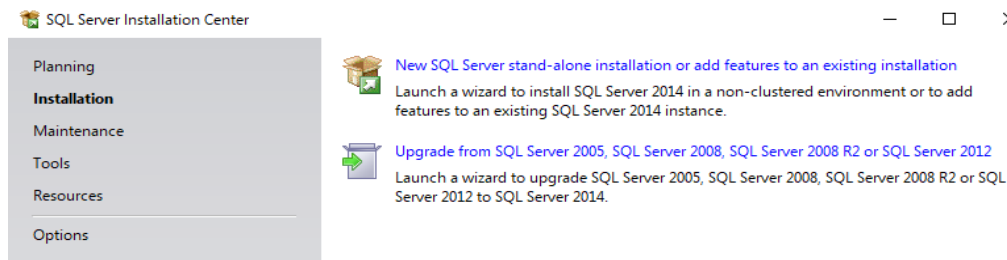 SQL Server Installation Center
Planning
Installation
Maintenance
Tools
Resources
Options
New SQL Server stand-alone installation or add features to an existing installation
Launch a wizard to install SQL Server 2014 in a non-clustered environment or to add
features to an existing SQL Server 2014 instance.
Upgrade from SQL Server 2005, SQL Server 2008, SQL Server 2008 R2 or SQL Server 2012
Launch a wizard to upgrade SQL Server 2005, SQL Server 2008, SQL Server 2008 R2 or SQL
Server 2012 to SQL Server 2014.